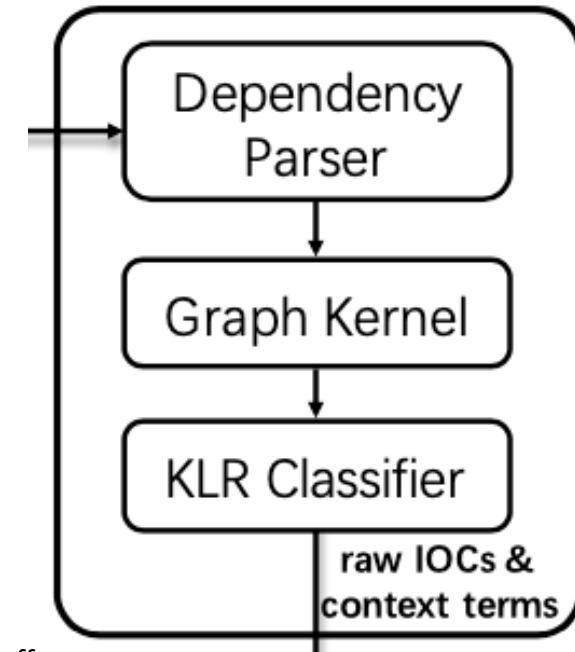 Dependency
Parser
Graph Kernel
KLR Classifier
raw IOCs &
context terms